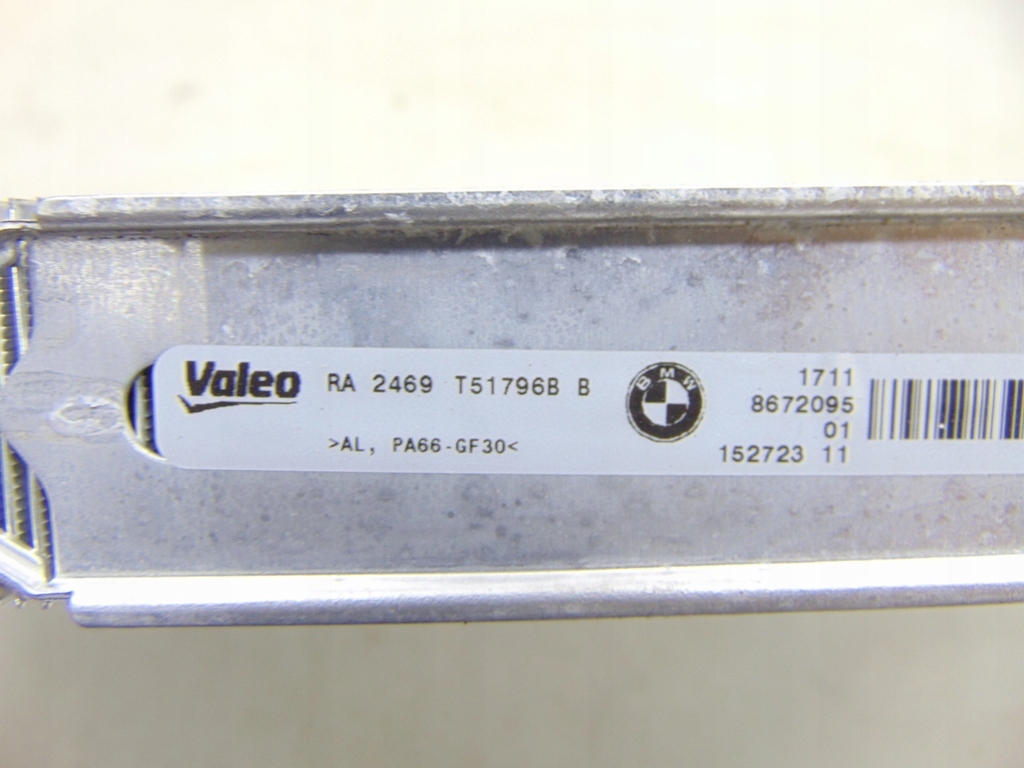 Valeo RA 2469 T51796B B
>AL, PA66-GF30<
BMW
1711
8672095
01
152723 11